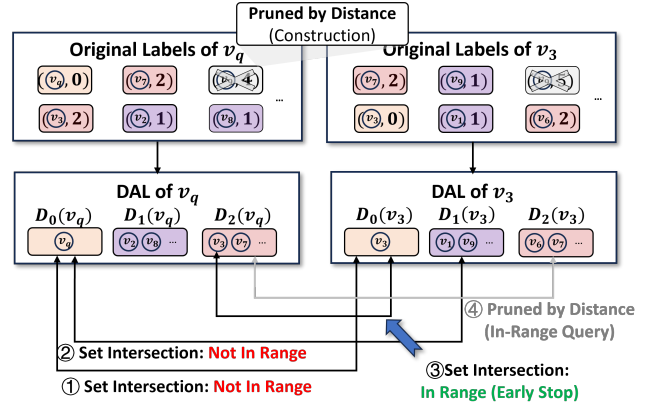 Pruned by Distance
(Construction)
Original Labels of v_q
Original Labels of v_3
(v_q, 0) (v_7, 2) , 4)
(v_3, 2) (v_2, 1) (v_8, 1) ...
(v_7, 2) (v_9, 1) , 5)
(v_3, 0) (v_1, 1) (v_6, 2) ...
DAL of v_q
D_0(v_q) D_1(v_q) D_2(v_q)
v_q v_2 v_8 ... v_3 v_7 ...
DAL of v_3
D_0(v_3) D_1(v_3) D_2(v_3)
v_3 v_1 v_9 ... v_6 v_7 ...
④ Pruned by Distance
(In-Range Query)
② Set Intersection: Not In Range
① Set Intersection: Not In Range
③Set Intersection:
In Range (Early Stop)